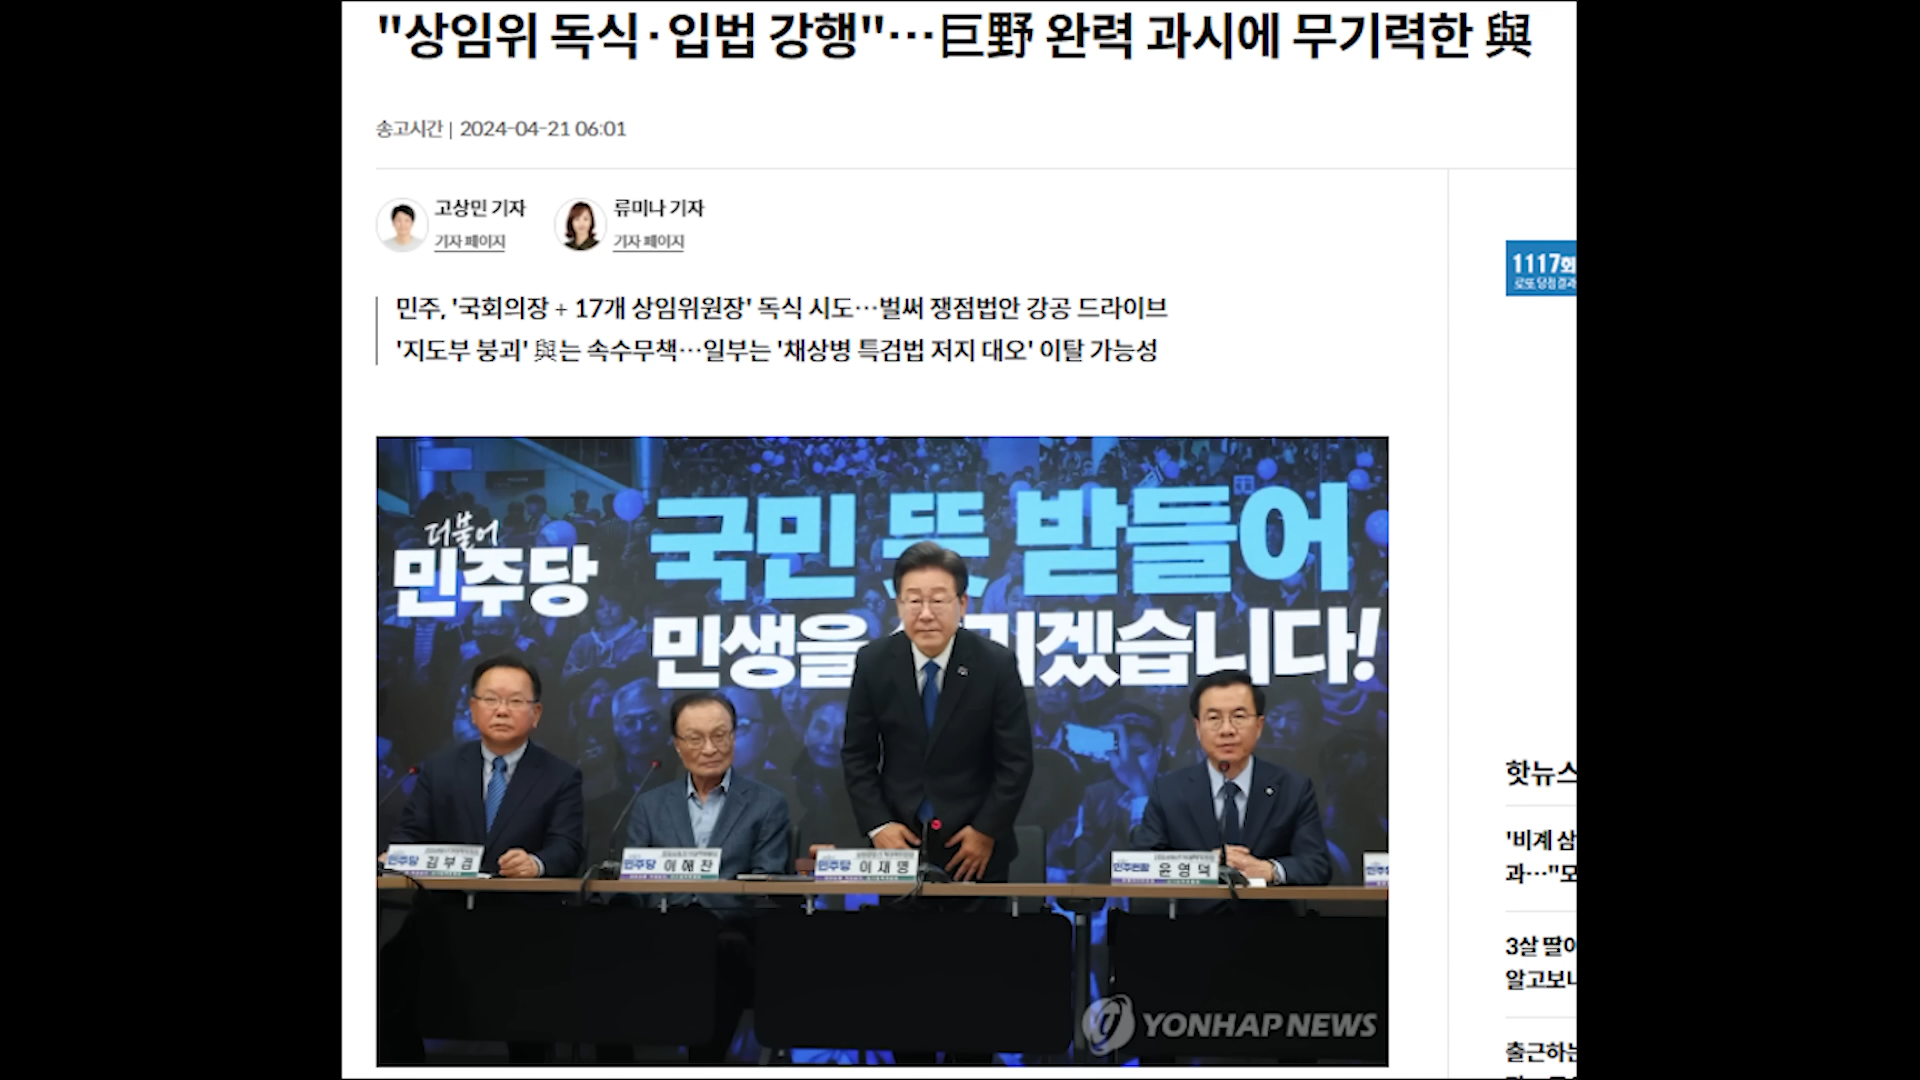 "상임위 독식·입법 강행"…巨野 완력 과시에 무기력한 與
송고시간 | 2024-04-21 06:01
고상민 기자
기자 페이지
류미나 기자
기자 페이지
1117회
로또 당첨 결과
민주, '국회의장 + 17개 상임위원장' 독식 시도…벌써 쟁점법안 강공 드라이브
'지도부 붕괴' 與는 속수무책…일부는 '채상병 특검법 저지 대오' 이탈 가능성
더불어
민주당
국민 뜻 받들어
민생을 겠습니다!
민주당 김부겸
민주당 이해찬
민주당 이재명
민주연합 윤영덕
YONHAP NEWS
핫뉴스
'비계 삼
과…"모
3살 딸이
알고보니
출근하는